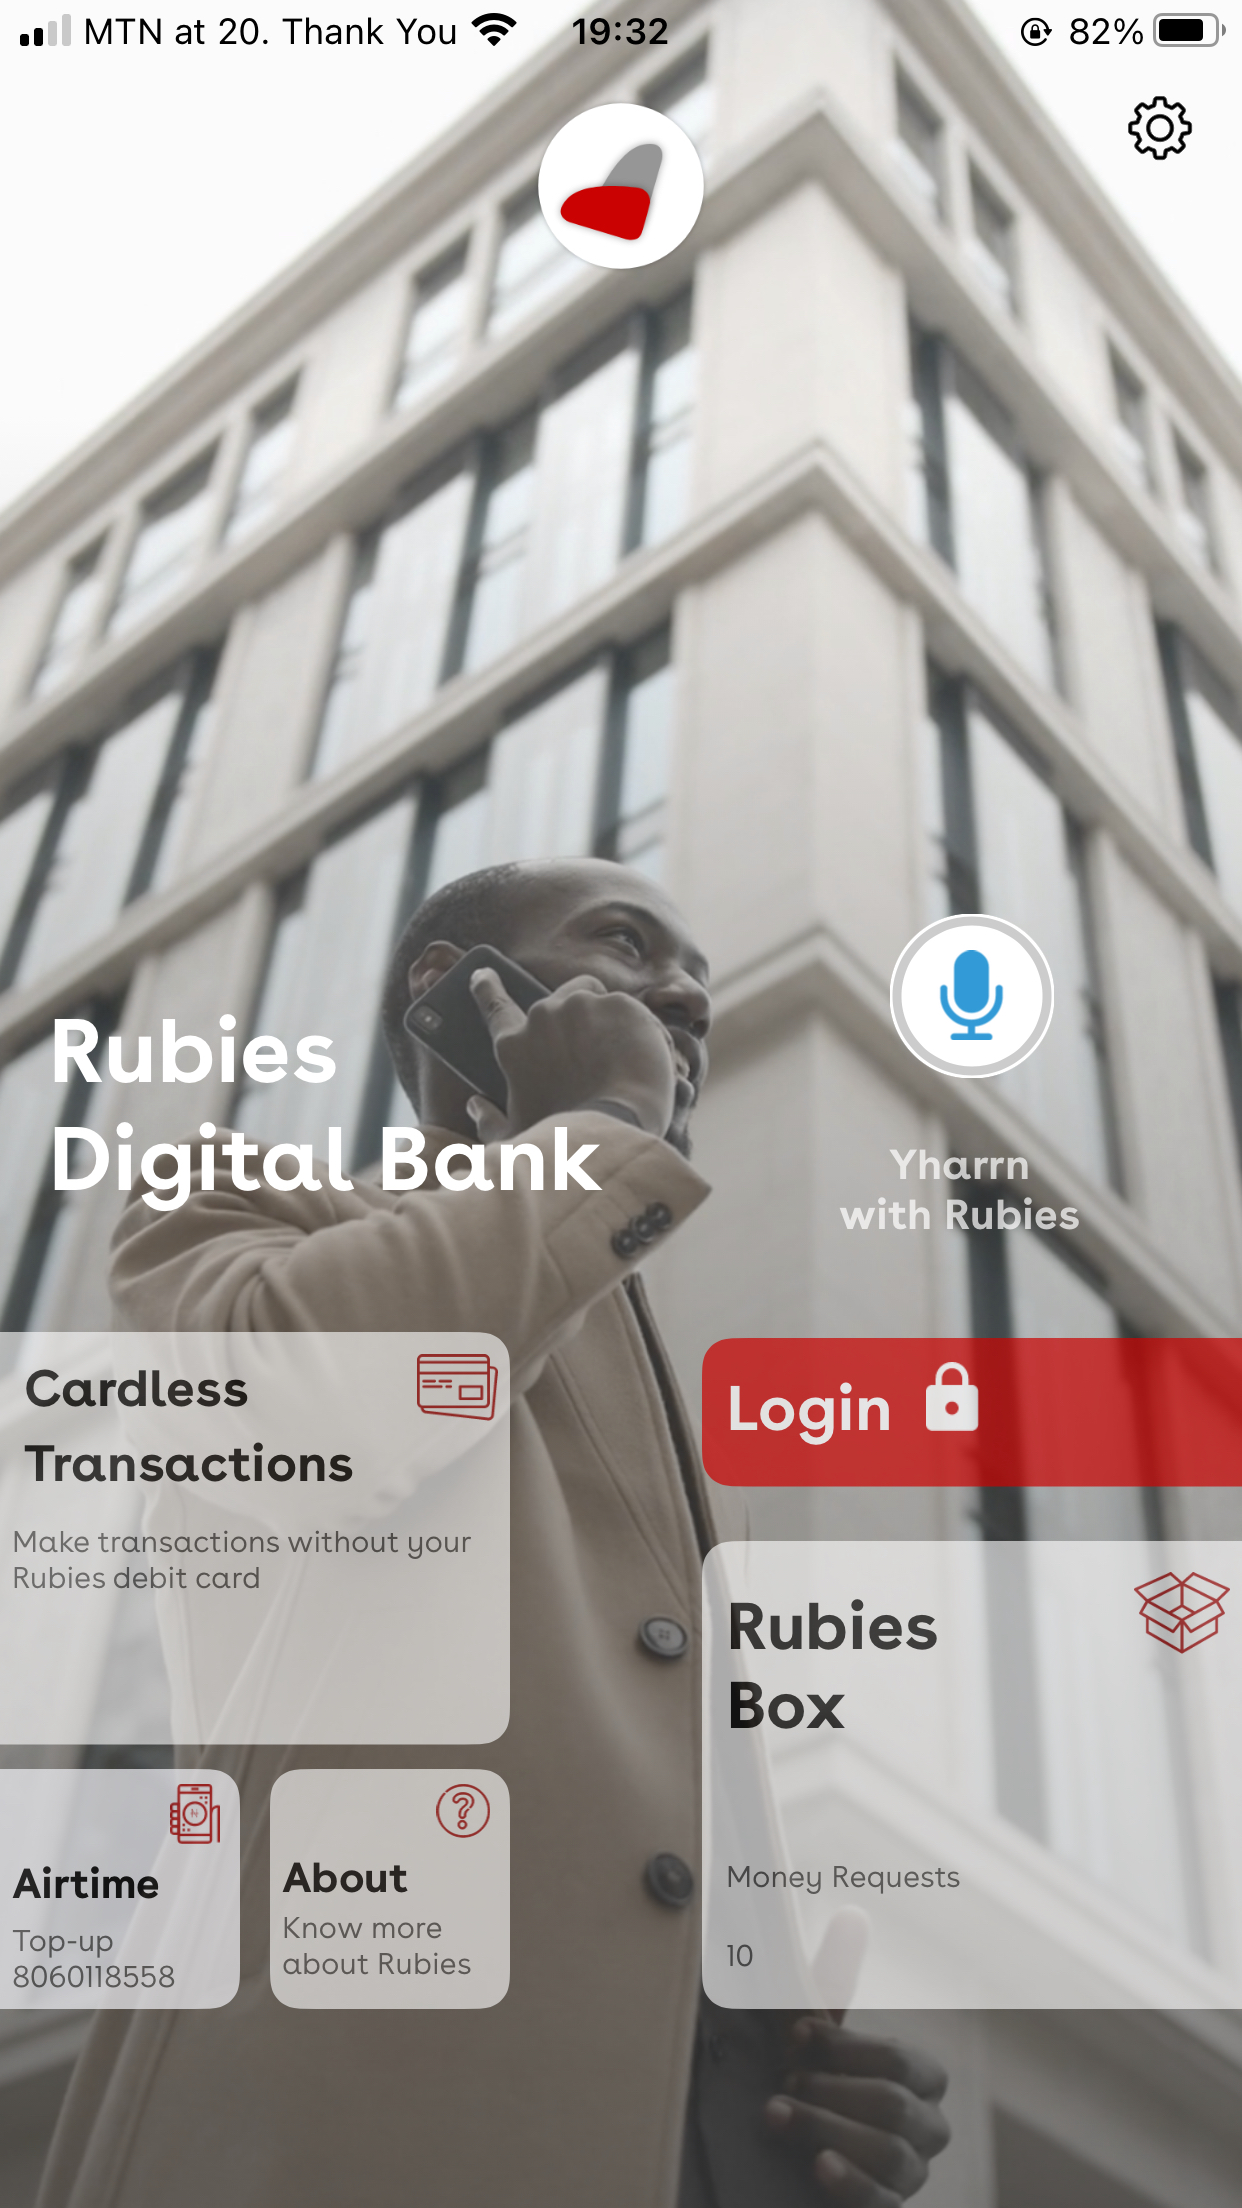 MTN at 20. Thank You 19:32 82%
Rubies
Digital Bank
Yharrn
with Rubies
Cardless
Transactions
Make transactions without your
Rubies debit card
Login
Rubies
Box
Money Requests
10
Airtime
Top-up
8060118558
About
Know more
about Rubies